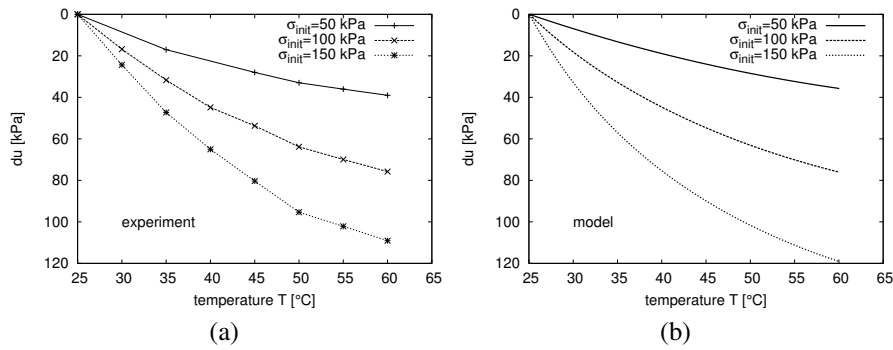 0
20
40
60
80
100
120
du [kPa]
25 30 35 40 45 50 55 60 65
temperature T [°C]
σinit=50 kPa
σinit=100 kPa
σinit=150 kPa
experiment
(a)
0
20
40
60
80
100
120
du [kPa]
25 30 35 40 45 50 55 60 65
temperature T [°C]
σinit=50 kPa
σinit=100 kPa
σinit=150 kPa
model
(b)